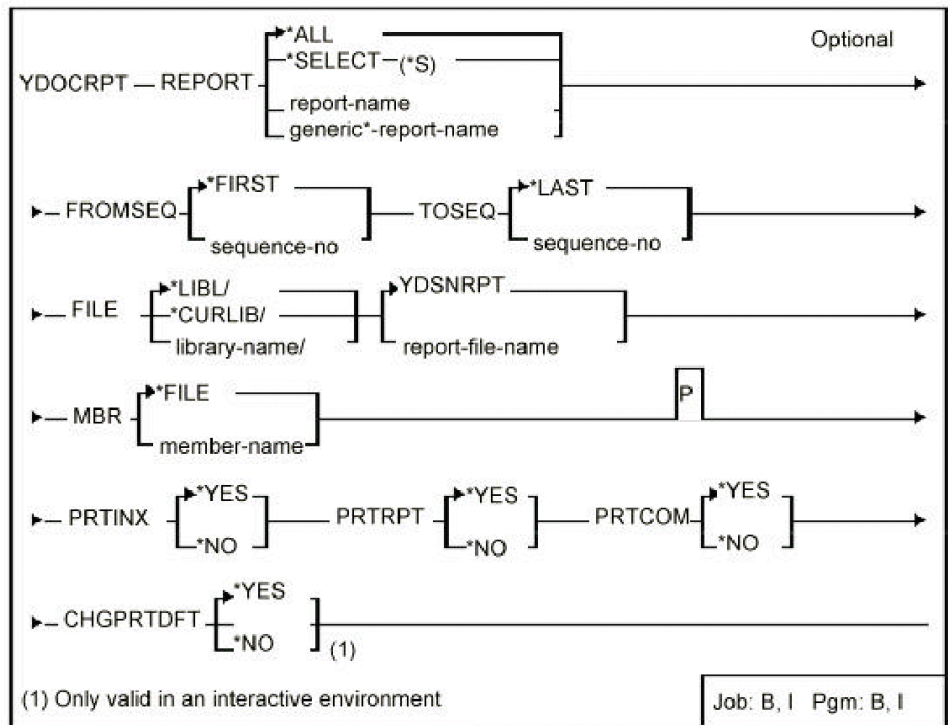 *ALL
Optional
*SELECT (*S)
YDOCRPT REPORT
report-name
generic*-report-name
*FIRST
*LAST
FROMSEQ
TOSEQ
sequence-no
sequence-no
*LIBL/
YDSNRPT
FILE
*CURLIB/
library-name/
report-file-name
*FILE
P
MBR
member-name
*YES
*YES
*YES
PRTINX
PRTRPT
PRTCOM
*NO
*NO
*NO
*YES
CHGPRTDFT
*NO
(1)
(1) Only valid in an interactive environment
Job: B, I Pgm: B, I